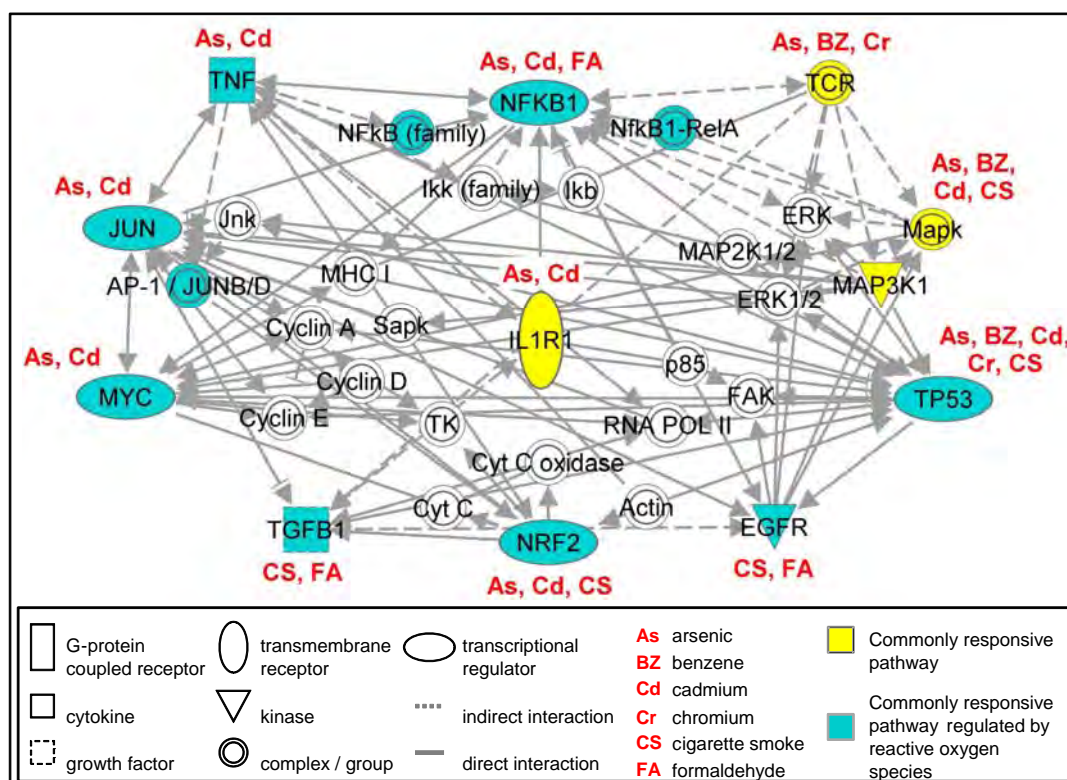 As, Cd
TNF
As, Cd, FA
NFKB1
As, BZ, Cr
TCR
NFkB (family)
NfkB1-RelA
As, BZ,
Cd, CS
Mapk
As, Cd
JUN
Jnk
Ikk (family)
Ikb
ERK
MAP2K1/2
MHC I
As, Cd
AP-1 / JUNB/D
ERK1/2
MAP3K1
Cyclin A
Sapk
IL1R1
As, Cd
MYC
p85
As, BZ, Cd,
Cr, CS
TP53
Cyclin D
FAK
Cyclin E
TK
RNA POL II
Cyt C oxidase
Cyt C
Actin
TGFB1
CS, FA
NRF2
As, Cd, CS
EGFR
CS, FA
G-protein
coupled receptor
transmembrane
receptor
transcriptional
regulator
As arsenic
BZ benzene
Cd cadmium
Cr chromium
CS cigarette smoke
FA formaldehyde
Commonly responsive
pathway
cytokine
kinase
indirect interaction
Commonly responsive
pathway regulated by
reactive oxygen
species
growth factor
complex / group
direct interaction